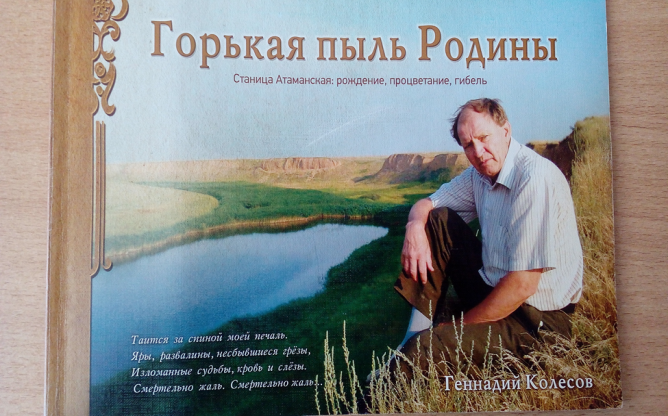 Горькая пыль Родины
Станица Атаманская: рождение, процветание, гибель
Таится за спиной моей печаль.
Яры, развалины, несбывшиеся грёзы,
Изломанные судьбы, кровь и слёзы.
Смертельно жаль. Смертельно жаль...
Геннадий Колесов